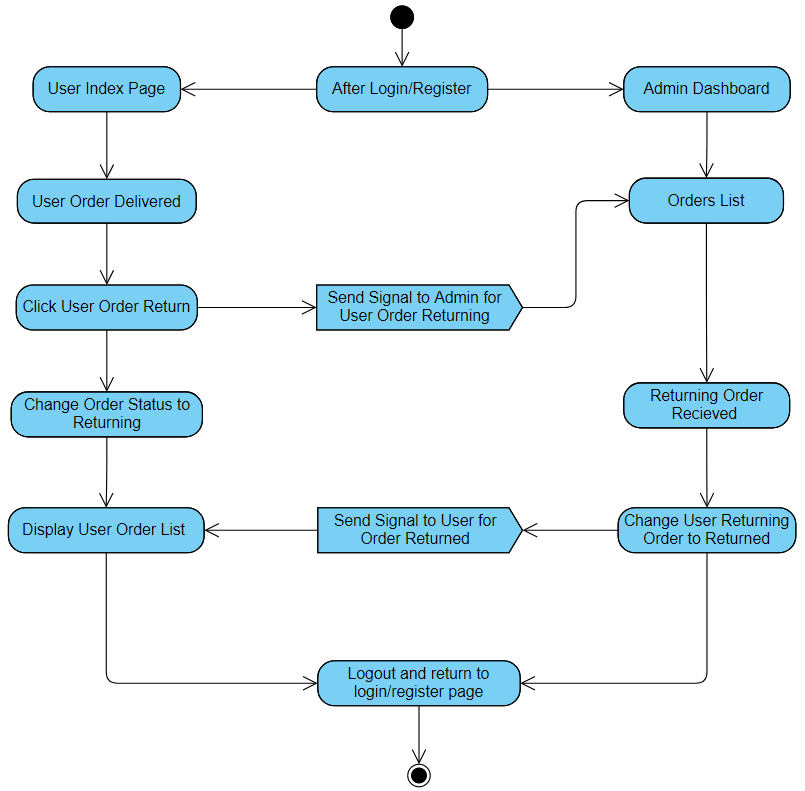 User Index Page
After Login/Register
Admin Dashboard
User Order Delivered
Orders List
Click User Order Return
Send Signal to Admin for
User Order Returning
Change Order Status to
Returning
Returning Order
Recieved
Display User Order List
Send Signal to User for
Order Returned
Change User Returning
Order to Returned
Logout and return to
login/register page